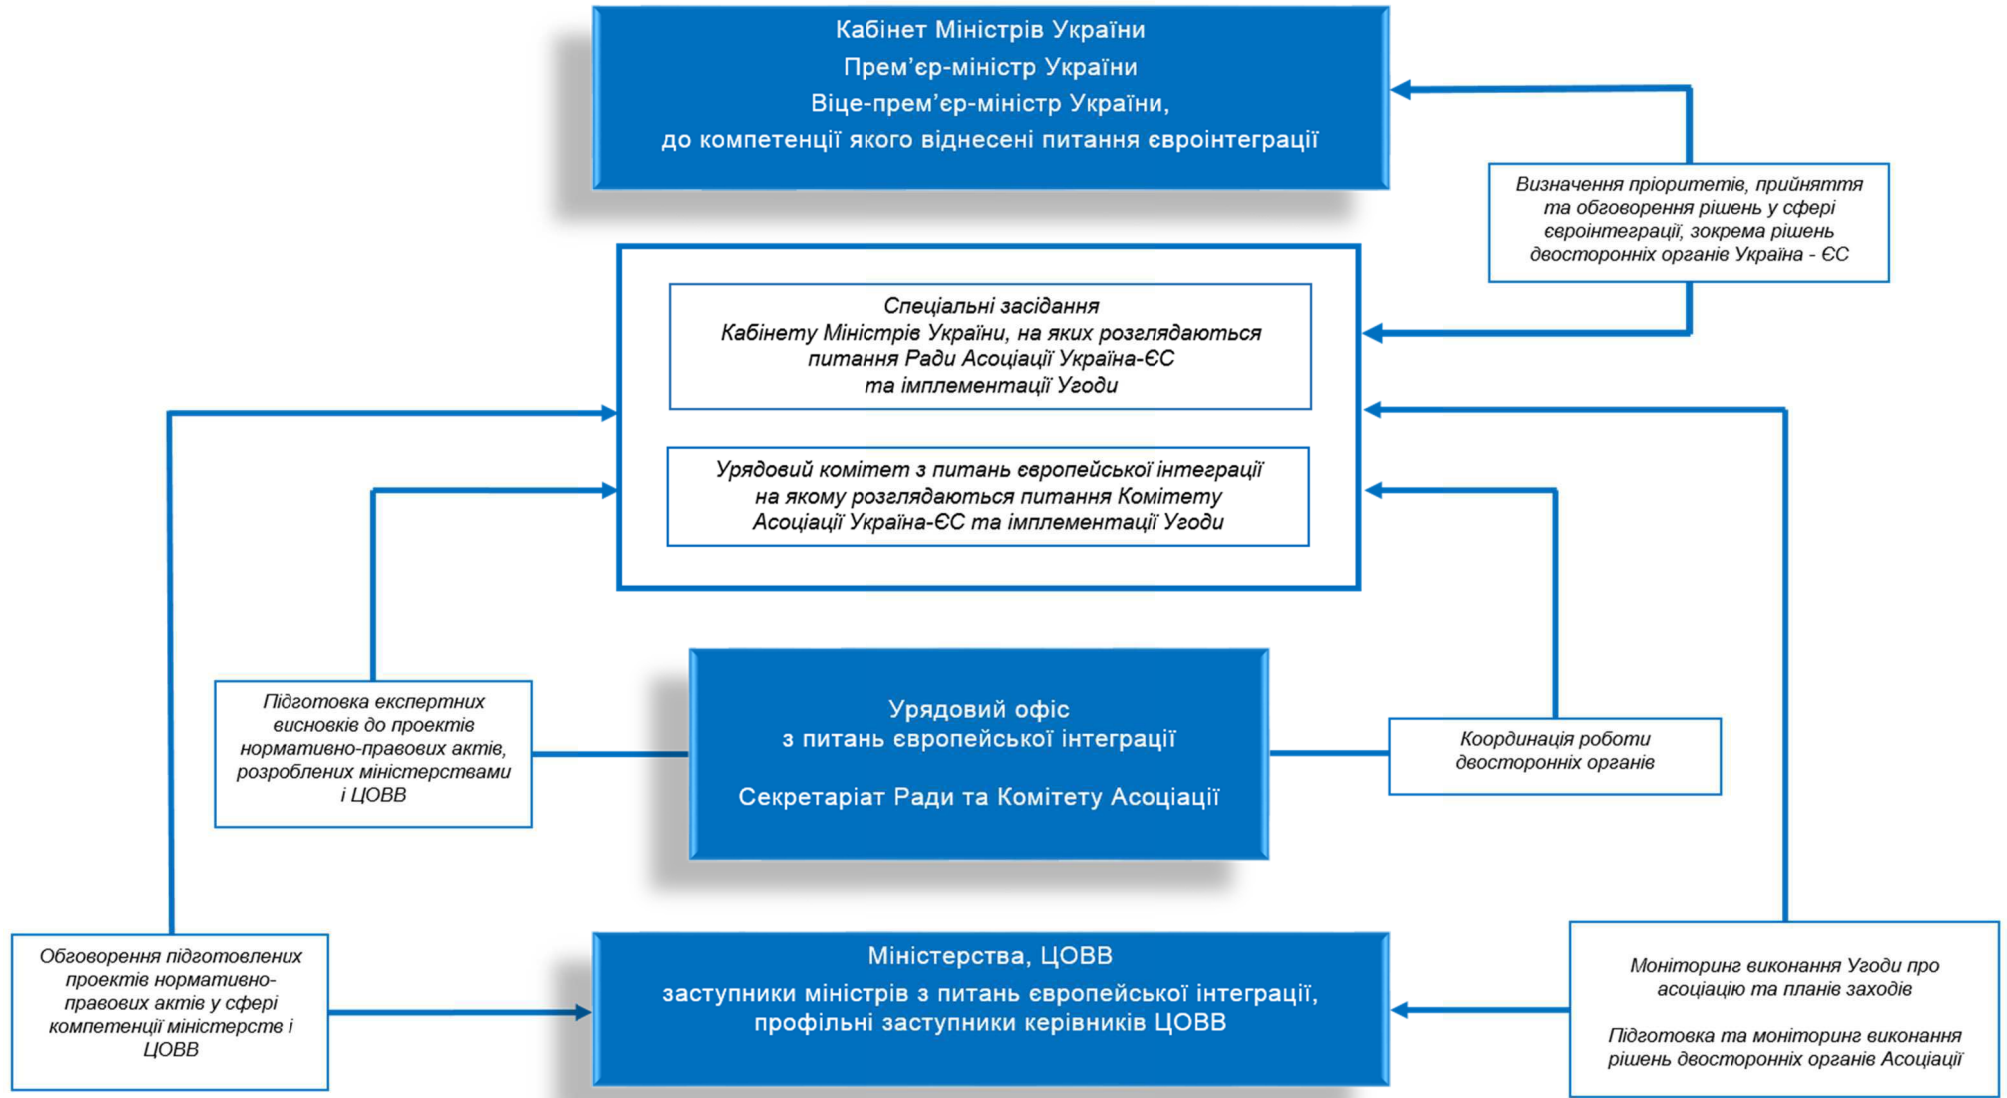 Кабінет Міністрів України
Прем’єр-міністр України
Віце-прем’єр-міністр України,
до компетенції якого віднесені питання євроінтеграції
Визначення пріоритетів, прийняття
та обговорення рішень у сфері
євроінтеграції, зокрема рішень
двосторонніх органів Україна - ЄС
Спеціальні засідання
Кабінету Міністрів України, на яких розглядаються
питання Ради Асоціації Україна-ЄС
та імплементації Угоди
Урядовий комітет з питань європейської інтеграції
на якому розглядаються питання Комітету
Асоціації Україна-ЄС та імплементації Угоди
Підготовка експертних
висновків до проектів
нормативно-правових актів,
розроблених міністерствами
і ЦОВВ
Урядовий офіс
з питань європейської інтеграції
Секретаріат Ради та Комітету Асоціації
Координація роботи
двосторонніх органів
Обговорення підготовлених
проектів нормативно-
правових актів у сфері
компетенції міністерств і
ЦОВВ
Міністерства, ЦОВВ
заступники міністрів з питань європейської інтеграції,
профільні заступники керівників ЦОВВ
Моніторинг виконання Угоди про
асоціацію та планів заходів
Підготовка та моніторинг виконання
рішень двосторонніх органів Асоціації